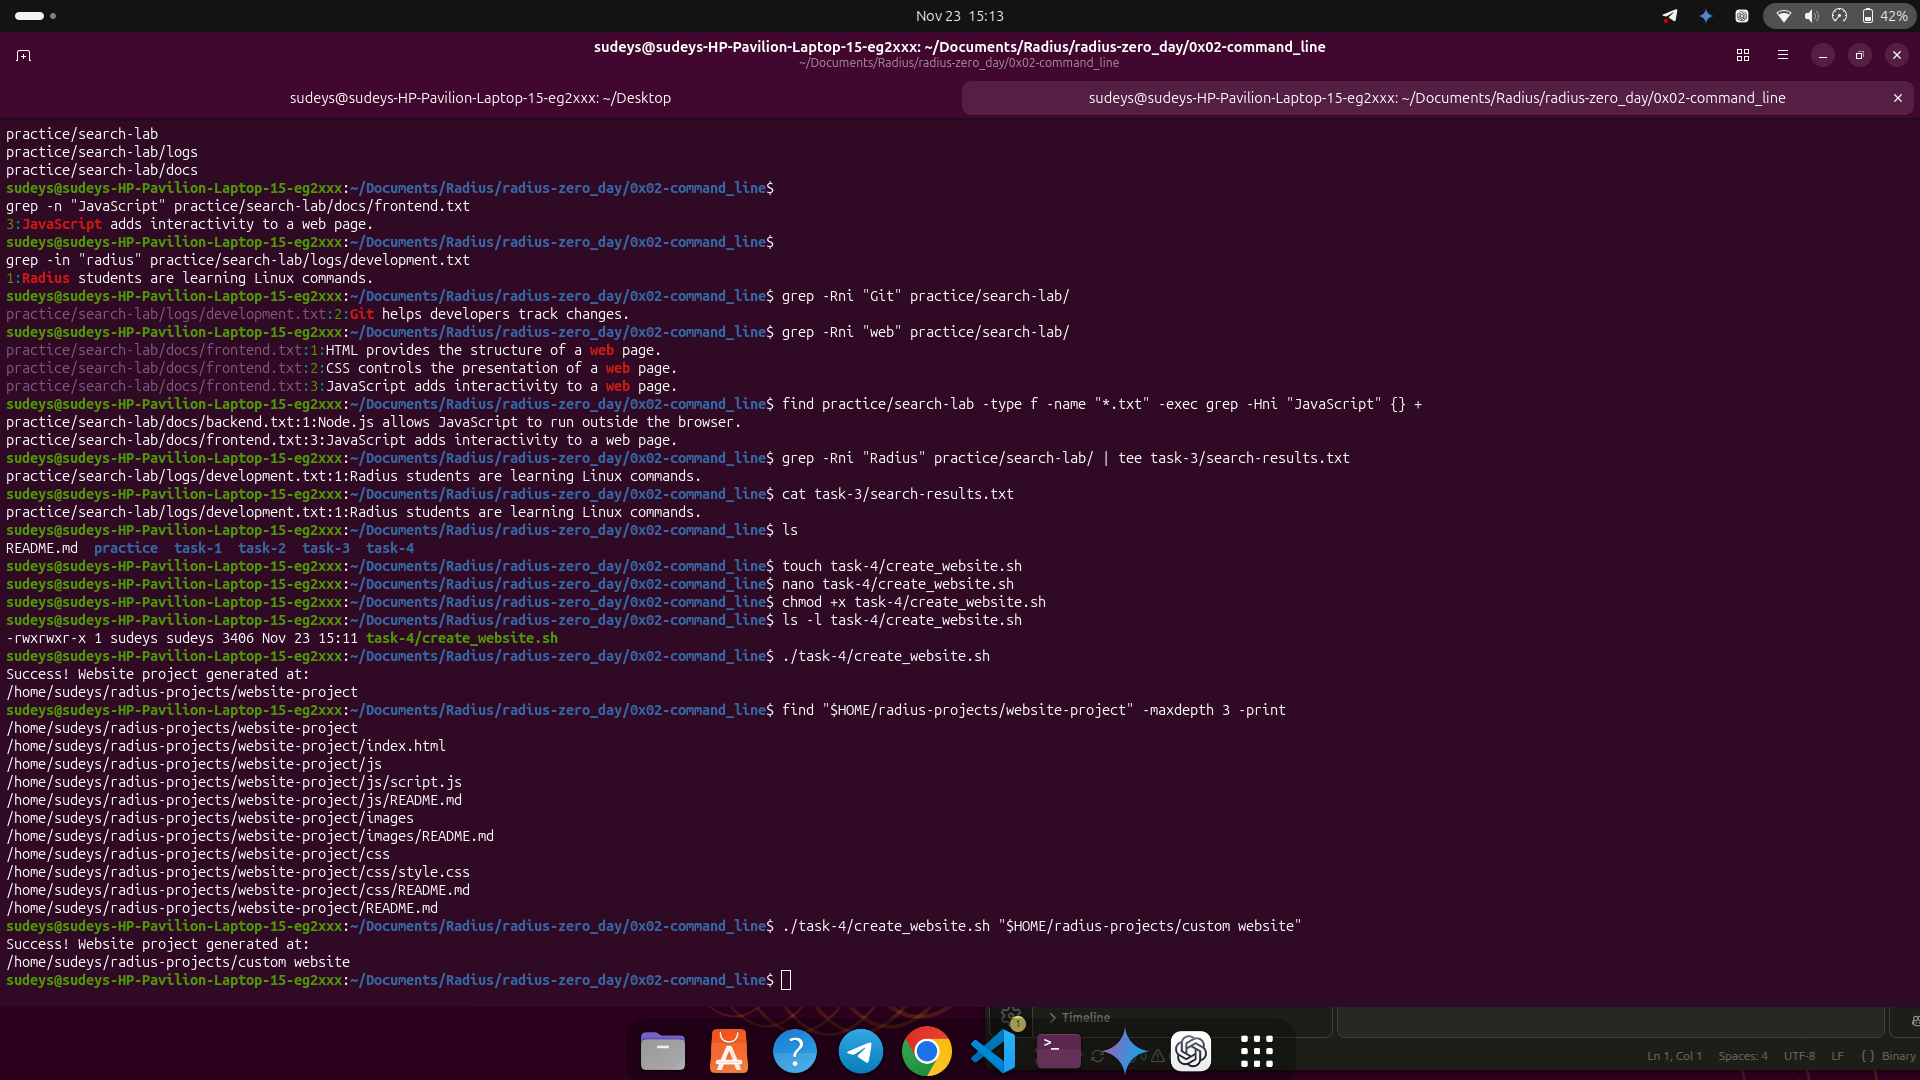 Nov 23  15:13
42%
sudeys@sudeys-HP-Pavilion-Laptop-15-eg2xxx: ~/Documents/Radius/radius-zero_day/0x02-command_line
~/Documents/Radius/radius-zero_day/0x02-command_line
sudeys@sudeys-HP-Pavilion-Laptop-15-eg2xxx: ~/Desktop
sudeys@sudeys-HP-Pavilion-Laptop-15-eg2xxx: ~/Documents/Radius/radius-zero_day/0x02-command_line
practice/search-lab
practice/search-lab/logs
practice/search-lab/docs
sudeys@sudeys-HP-Pavilion-Laptop-15-eg2xxx:~/Documents/Radius/radius-zero_day/0x02-command_line$
grep -n "JavaScript" practice/search-lab/docs/frontend.txt
3:JavaScript adds interactivity to a web page.
sudeys@sudeys-HP-Pavilion-Laptop-15-eg2xxx:~/Documents/Radius/radius-zero_day/0x02-command_line$
grep -in "radius" practice/search-lab/logs/development.txt
1:Radius students are learning Linux commands.
sudeys@sudeys-HP-Pavilion-Laptop-15-eg2xxx:~/Documents/Radius/radius-zero_day/0x02-command_line$ grep -Rni "Git" practice/search-lab/
practice/search-lab/logs/development.txt:2:Git helps developers track changes.
sudeys@sudeys-HP-Pavilion-Laptop-15-eg2xxx:~/Documents/Radius/radius-zero_day/0x02-command_line$ grep -Rni "web" practice/search-lab/
practice/search-lab/docs/frontend.txt:1:HTML provides the structure of a web page.
practice/search-lab/docs/frontend.txt:2:CSS controls the presentation of a web page.
practice/search-lab/docs/frontend.txt:3:JavaScript adds interactivity to a web page.
sudeys@sudeys-HP-Pavilion-Laptop-15-eg2xxx:~/Documents/Radius/radius-zero_day/0x02-command_line$ find practice/search-lab -type f -name "*.txt" -exec grep -Hni "JavaScript" {} +
practice/search-lab/docs/backend.txt:1:Node.js allows JavaScript to run outside the browser.
practice/search-lab/docs/frontend.txt:3:JavaScript adds interactivity to a web page.
sudeys@sudeys-HP-Pavilion-Laptop-15-eg2xxx:~/Documents/Radius/radius-zero_day/0x02-command_line$ grep -Rni "Radius" practice/search-lab/ | tee task-3/search-results.txt
practice/search-lab/logs/development.txt:1:Radius students are learning Linux commands.
sudeys@sudeys-HP-Pavilion-Laptop-15-eg2xxx:~/Documents/Radius/radius-zero_day/0x02-command_line$ cat task-3/search-results.txt
practice/search-lab/logs/development.txt:1:Radius students are learning Linux commands.
sudeys@sudeys-HP-Pavilion-Laptop-15-eg2xxx:~/Documents/Radius/radius-zero_day/0x02-command_line$ ls
README.md  practice  task-1  task-2  task-3  task-4
sudeys@sudeys-HP-Pavilion-Laptop-15-eg2xxx:~/Documents/Radius/radius-zero_day/0x02-command_line$ touch task-4/create_website.sh
sudeys@sudeys-HP-Pavilion-Laptop-15-eg2xxx:~/Documents/Radius/radius-zero_day/0x02-command_line$ nano task-4/create_website.sh
sudeys@sudeys-HP-Pavilion-Laptop-15-eg2xxx:~/Documents/Radius/radius-zero_day/0x02-command_line$ chmod +x task-4/create_website.sh
sudeys@sudeys-HP-Pavilion-Laptop-15-eg2xxx:~/Documents/Radius/radius-zero_day/0x02-command_line$ ls -l task-4/create_website.sh
-rwxrwxr-x 1 sudeys sudeys 3406 Nov 23 15:11 task-4/create_website.sh
sudeys@sudeys-HP-Pavilion-Laptop-15-eg2xxx:~/Documents/Radius/radius-zero_day/0x02-command_line$ ./task-4/create_website.sh
Success! Website project generated at:
/home/sudeys/radius-projects/website-project
sudeys@sudeys-HP-Pavilion-Laptop-15-eg2xxx:~/Documents/Radius/radius-zero_day/0x02-command_line$ find "$HOME/radius-projects/website-project" -maxdepth 3 -print
/home/sudeys/radius-projects/website-project
/home/sudeys/radius-projects/website-project/index.html
/home/sudeys/radius-projects/website-project/js
/home/sudeys/radius-projects/website-project/js/script.js
/home/sudeys/radius-projects/website-project/js/README.md
/home/sudeys/radius-projects/website-project/images
/home/sudeys/radius-projects/website-project/images/README.md
/home/sudeys/radius-projects/website-project/css
/home/sudeys/radius-projects/website-project/css/style.css
/home/sudeys/radius-projects/website-project/css/README.md
/home/sudeys/radius-projects/website-project/README.md
sudeys@sudeys-HP-Pavilion-Laptop-15-eg2xxx:~/Documents/Radius/radius-zero_day/0x02-command_line$ ./task-4/create_website.sh "$HOME/radius-projects/custom website"
Success! Website project generated at:
/home/sudeys/radius-projects/custom website
sudeys@sudeys-HP-Pavilion-Laptop-15-eg2xxx:~/Documents/Radius/radius-zero_day/0x02-command_line$
1
> Timeline
Ln 1, Col 1  Spaces: 4  UTF-8  LF  { }  Binary